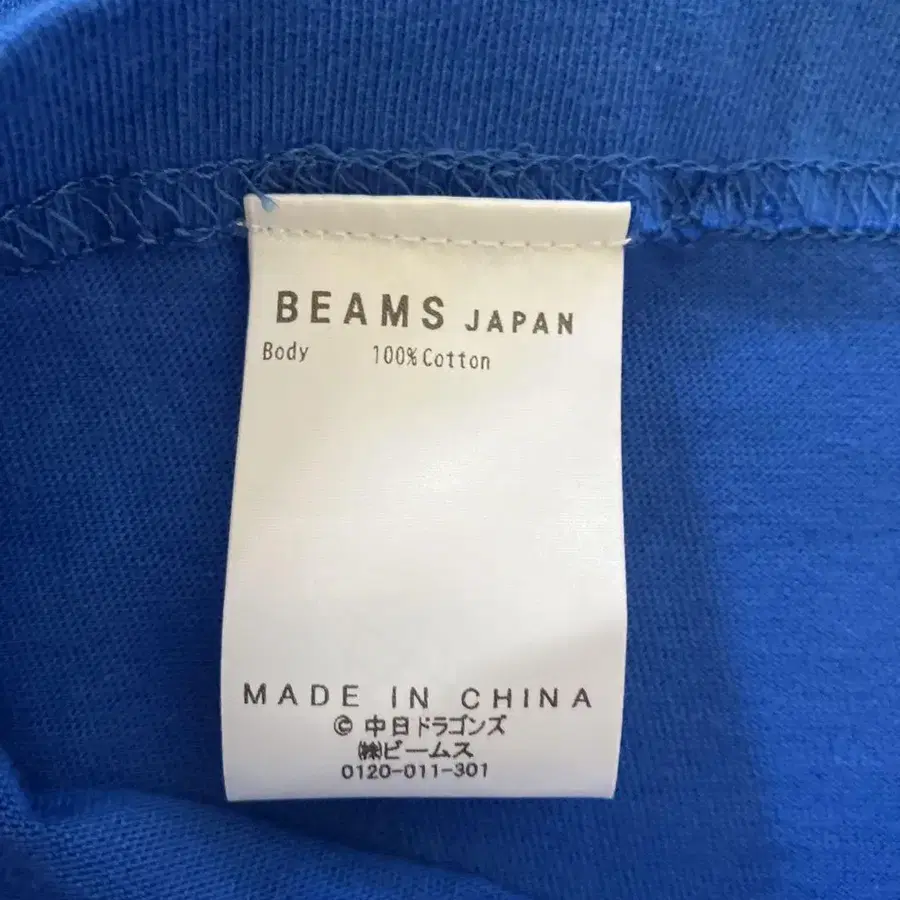 BEAMS JAPAN
Body 100%Cotton
MADE IN CHINA
© 中日ドラゴンズ
㈱ビームス
0120-011-301